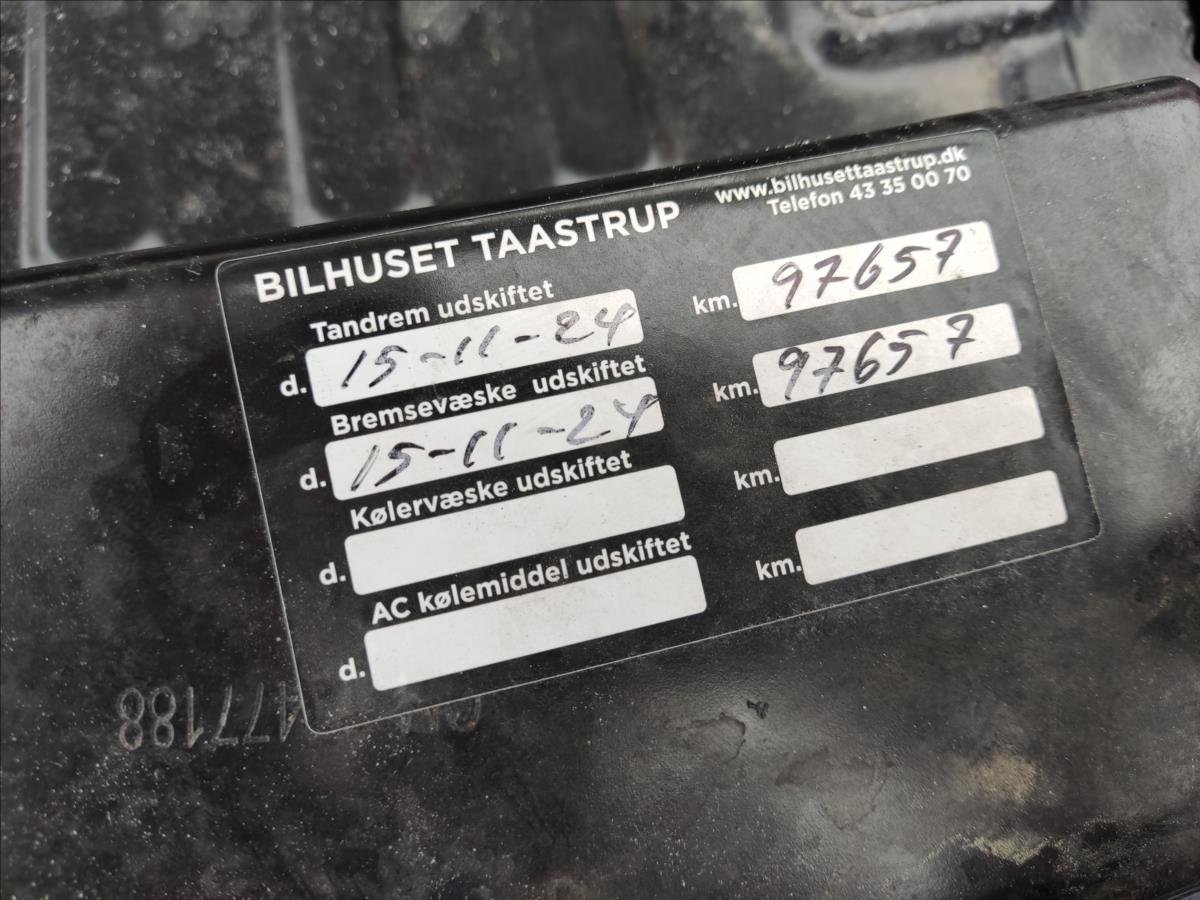 BILHUSET TAASTRUP
www.bilhusettaastrup.dk
Telefon 43 35 00 70
Tandrem udskiftet
d. 15-11-24 km. 97657
Bremsevæske udskiftet
d. 15-11-24 km. 97657
Kølervæske udskiftet
d. km.
AC kølemiddel udskiftet
d. km.
477188